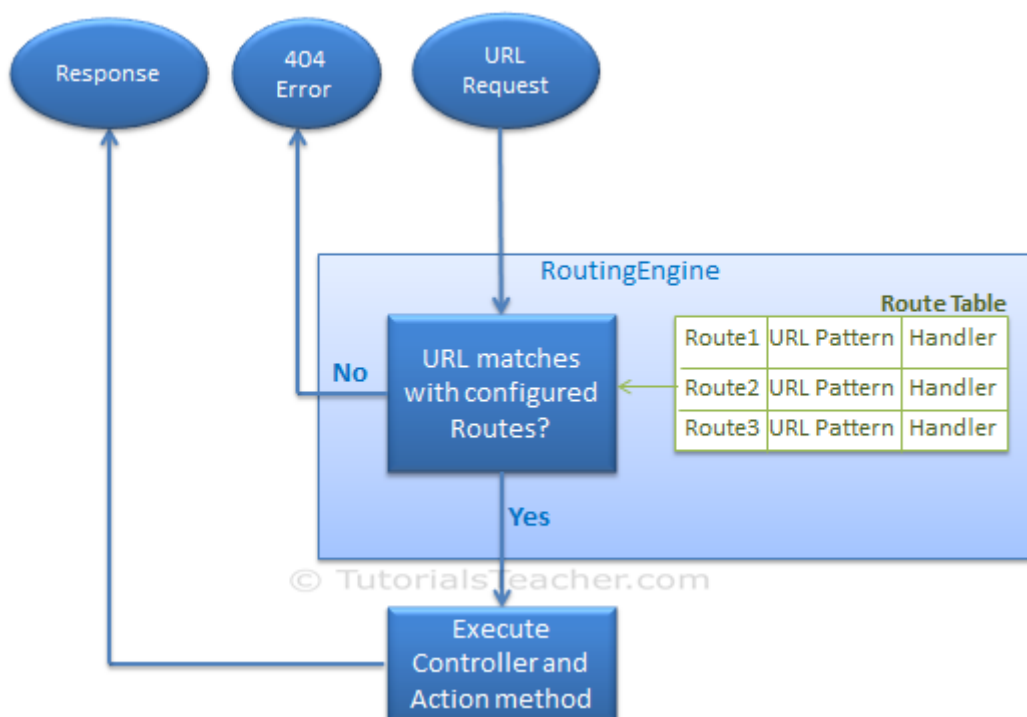 Response
404
Error
URL
Request
RoutingEngine
Route Table
Route1 URL Pattern Handler
Route2 URL Pattern Handler
Route3 URL Pattern Handler
URL matches
with configured
Routes?
No
Yes
© TutorialsTeacher.com
Execute
Controller and
Action method